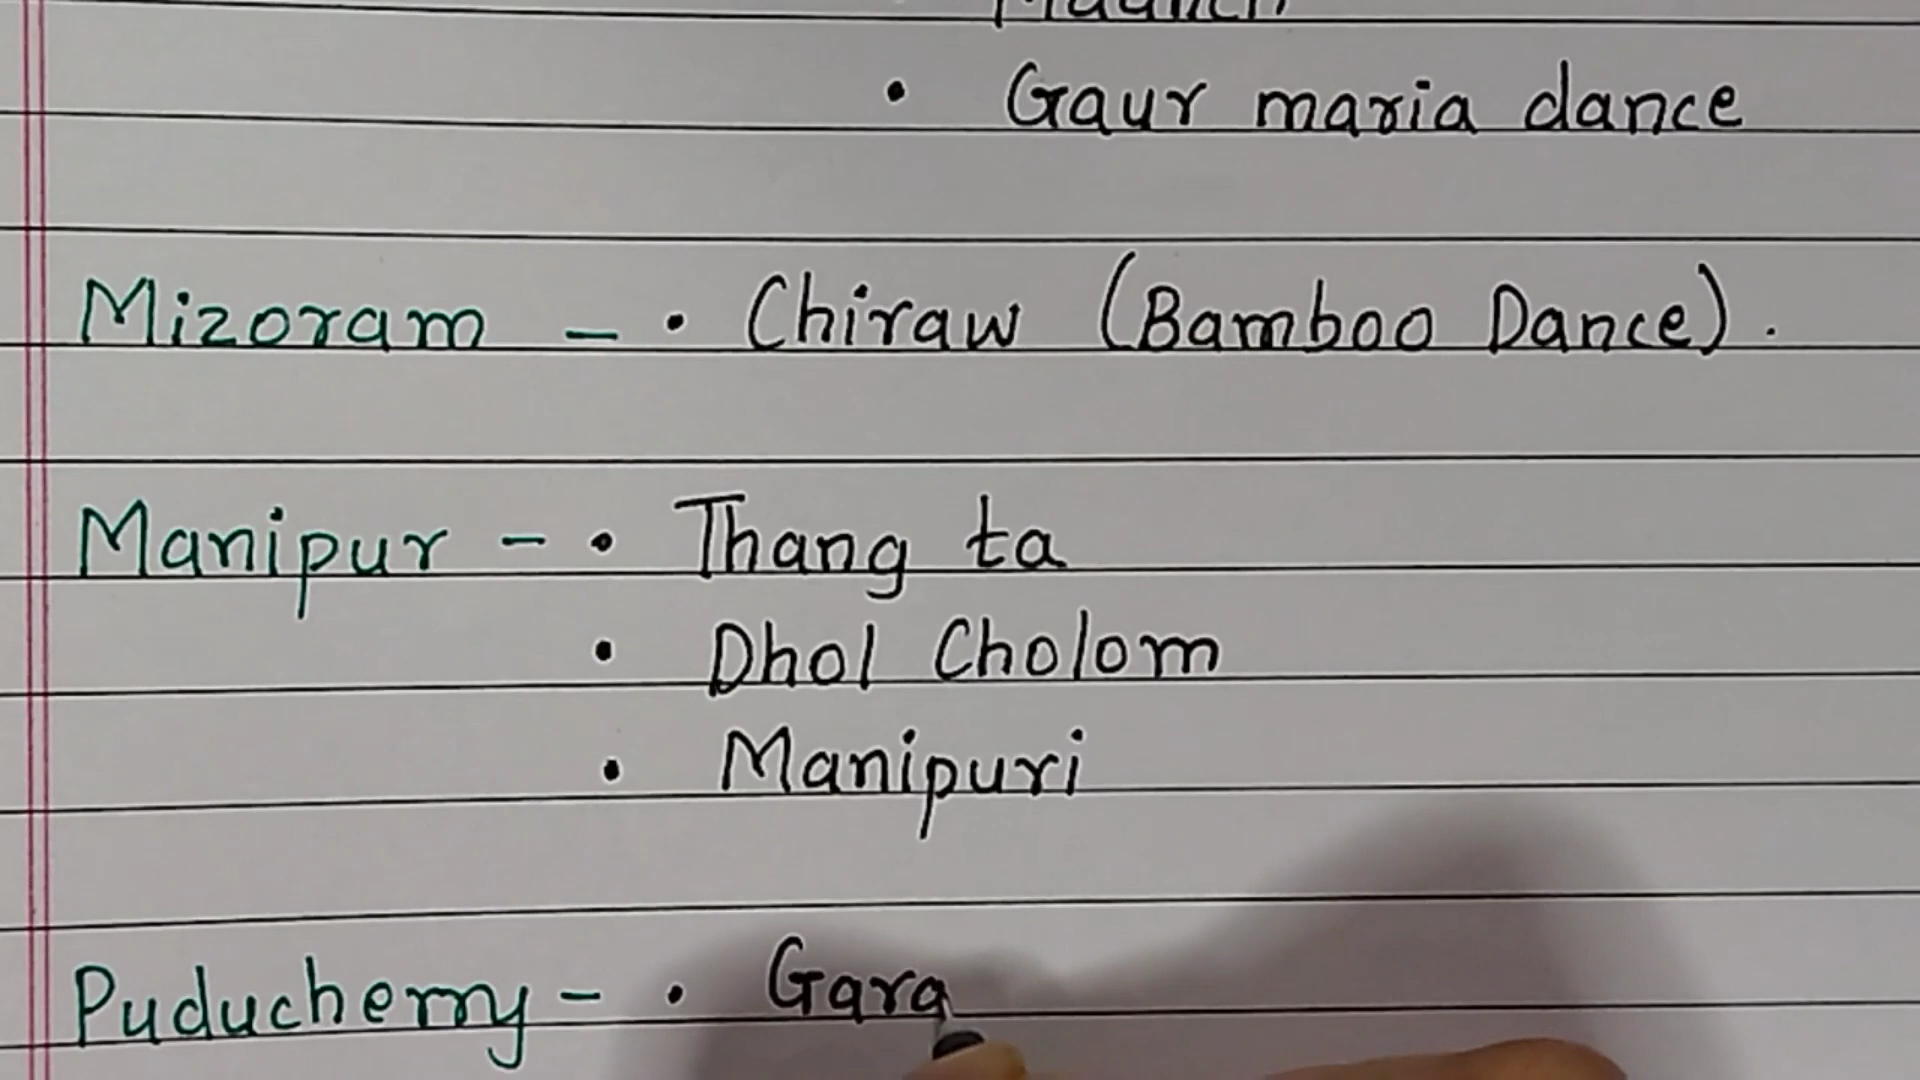 • Gaur maria dance
Mizoram - • Chiraw (Bamboo Dance).
Manipur - • Thang ta
• Dhol Cholom
• Manipuri
Puducherry - • Gara